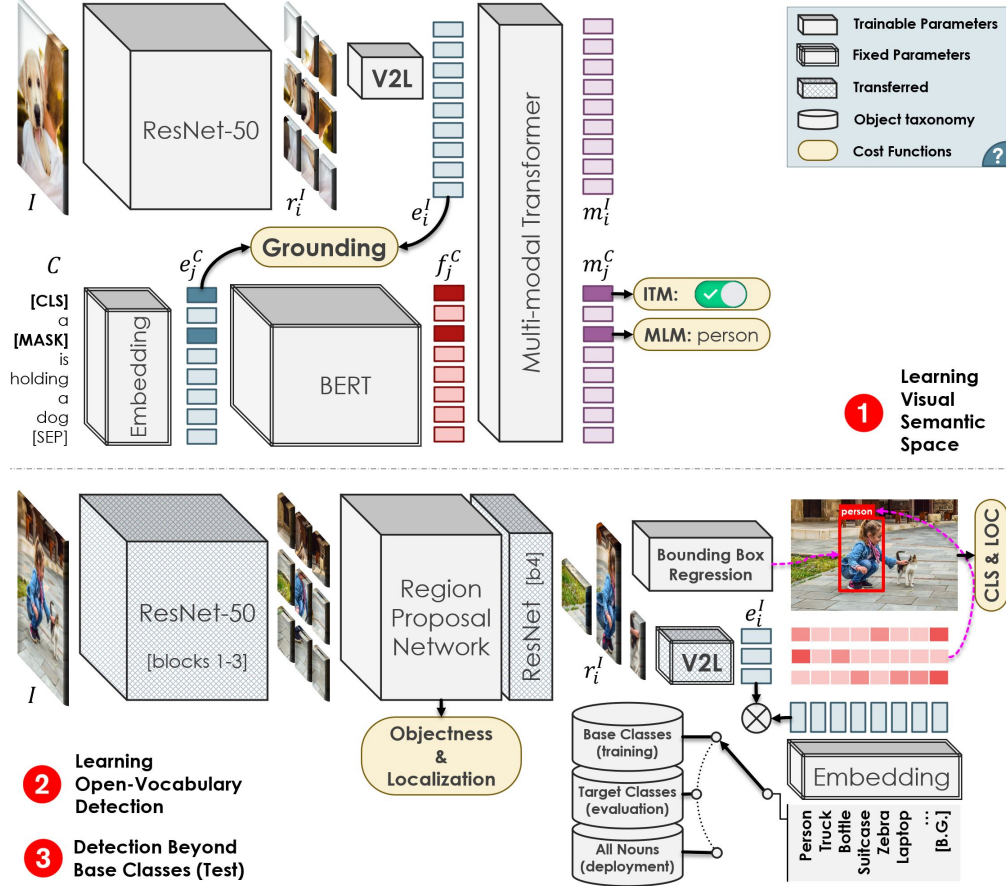 Trainable Parameters
Fixed Parameters
Transferred
Object taxonomy
Cost Functions
?
ResNet-50
V2L
Multi-modal Transformer
I
r_i^I
e_i^I
m_i^I
Grounding
C
e_j^C
f_j^C
m_j^C
[CLS]
a
[MASK]
is
holding
a
dog
[SEP]
Embedding
BERT
ITM:
MLM: person
1
Learning
Visual
Semantic
Space
ResNet-50
[blocks 1-3]
I
Region
Proposal
Network
ResNet [b4]
Objectness
&
Localization
Bounding Box
Regression
person
CLS & LOC
r_i^I
V2L
e_i^I
Base Classes
(training)
Target Classes
(evaluation)
All Nouns
(deployment)
Embedding
Person
Truck
Bottle
Suitcase
Zebra
Laptop
...
[B.G.]
2
Learning
Open-Vocabulary
Detection
3
Detection Beyond
Base Classes (Test)